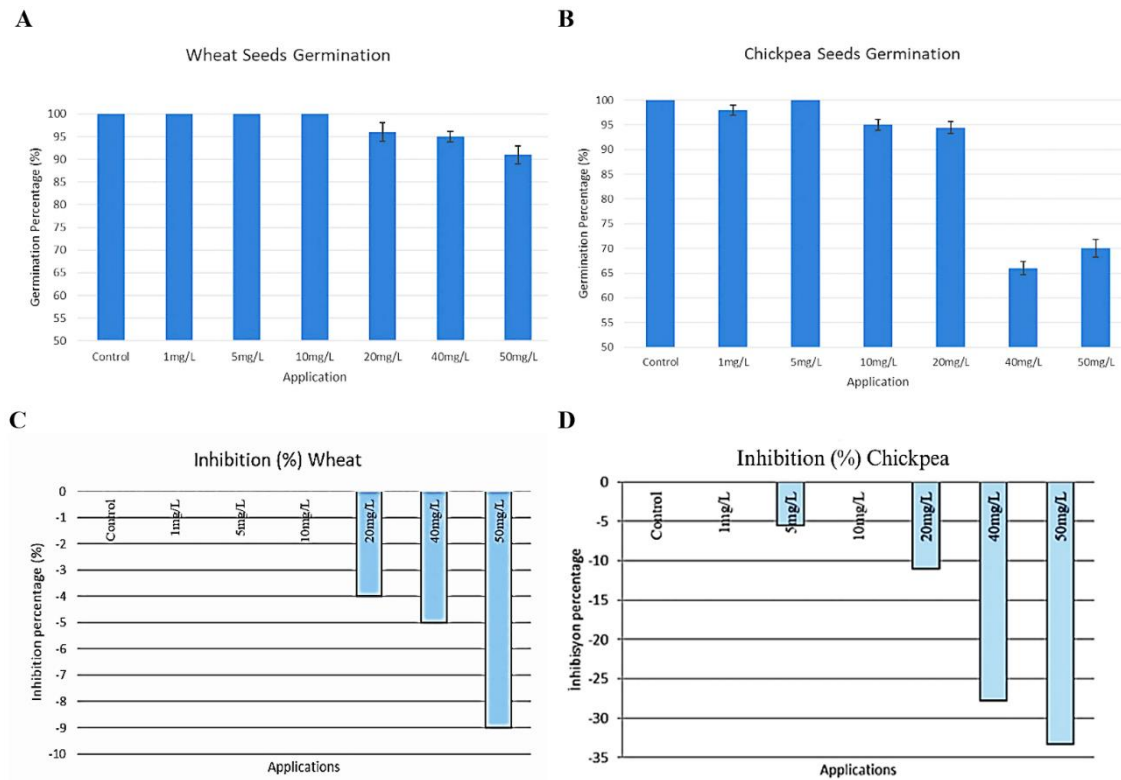 A
Wheat Seeds Germination
Germination Percentage (%)
100
95
90
85
80
75
70
65
60
55
50
Control 1mg/L 5mg/L 10mg/L 20mg/L 40mg/L 50mg/L
Application
B
Chickpea Seeds Germination
Germination Percentage (%)
100
95
90
85
80
75
70
65
60
55
50
Control 1mg/L 5mg/L 10mg/L 20mg/L 40mg/L 50mg/L
Application
C
Inhibition (%) Wheat
Inhibition percentage (%)
0
-1
-2
-3
-4
-5
-6
-7
-8
-9
-10
Control 1mg/L 5mg/L 10mg/L 20mg/L 40mg/L 50mg/L
Applications
D
Inhibition (%) Chickpea
İnhibisyon percentage (%)
0
-5
-10
-15
-20
-25
-30
-35
Control 1mg/L 5mg/L 10mg/L 20mg/L 40mg/L 50mg/L
Applications